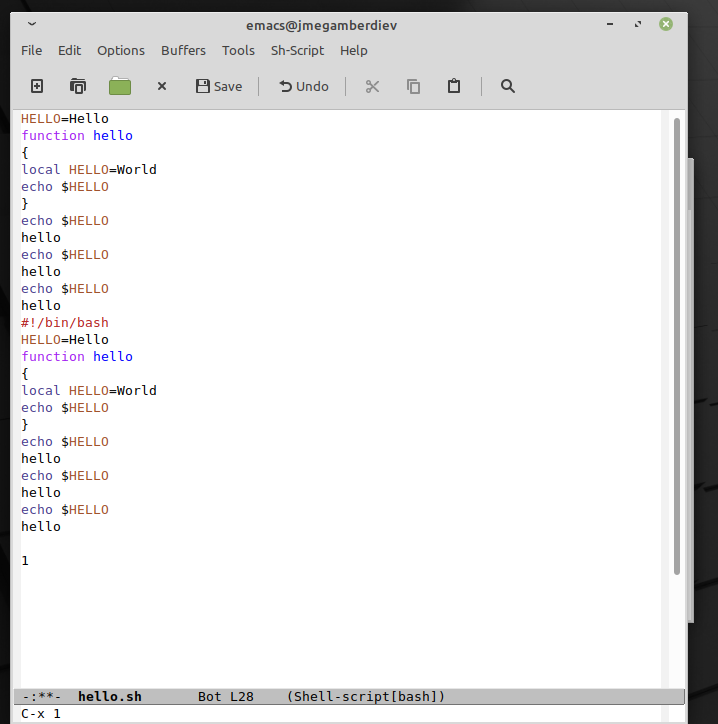 emacs@jmegamberdiev
File Edit Options Buffers Tools Sh-Script Help
Save Undo
HELLO=Hello
function hello
{
local HELLO=World
echo $HELLO
}
echo $HELLO
hello
echo $HELLO
hello
echo $HELLO
hello
#!/bin/bash
HELLO=Hello
function hello
{
local HELLO=World
echo $HELLO
}
echo $HELLO
hello
echo $HELLO
hello
echo $HELLO
hello
1
-:**- hello.sh Bot L28 (Shell-script[bash])
C-x 1